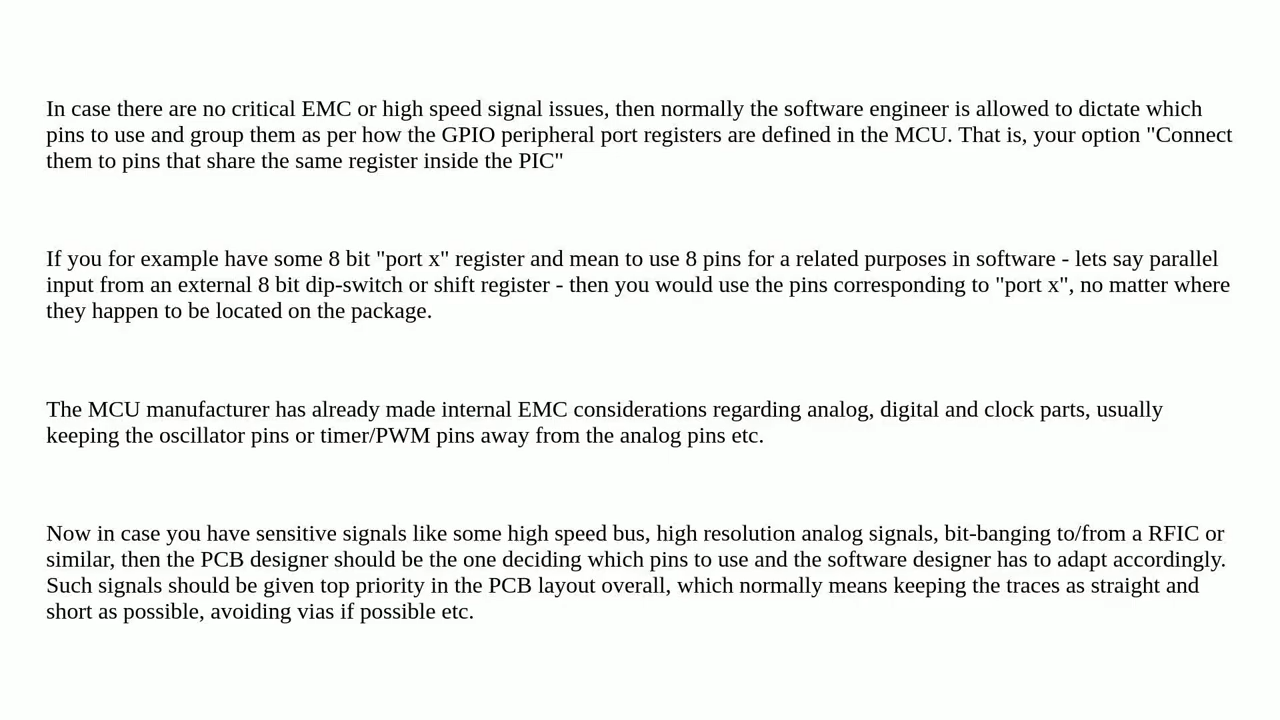 In case there are no critical EMC or high speed signal issues, then normally the software engineer is allowed to dictate which
pins to use and group them as per how the GPIO peripheral port registers are defined in the MCU. That is, your option "Connect
them to pins that share the same register inside the PIC"
If you for example have some 8 bit "port x" register and mean to use 8 pins for a related purposes in software - lets say parallel
input from an external 8 bit dip-switch or shift register - then you would use the pins corresponding to "port x", no matter where
they happen to be located on the package.
The MCU manufacturer has already made internal EMC considerations regarding analog, digital and clock parts, usually
keeping the oscillator pins or timer/PWM pins away from the analog pins etc.
Now in case you have sensitive signals like some high speed bus, high resolution analog signals, bit-banging to/from a RFIC or
similar, then the PCB designer should be the one deciding which pins to use and the software designer has to adapt accordingly.
Such signals should be given top priority in the PCB layout overall, which normally means keeping the traces as straight and
short as possible, avoiding vias if possible etc.